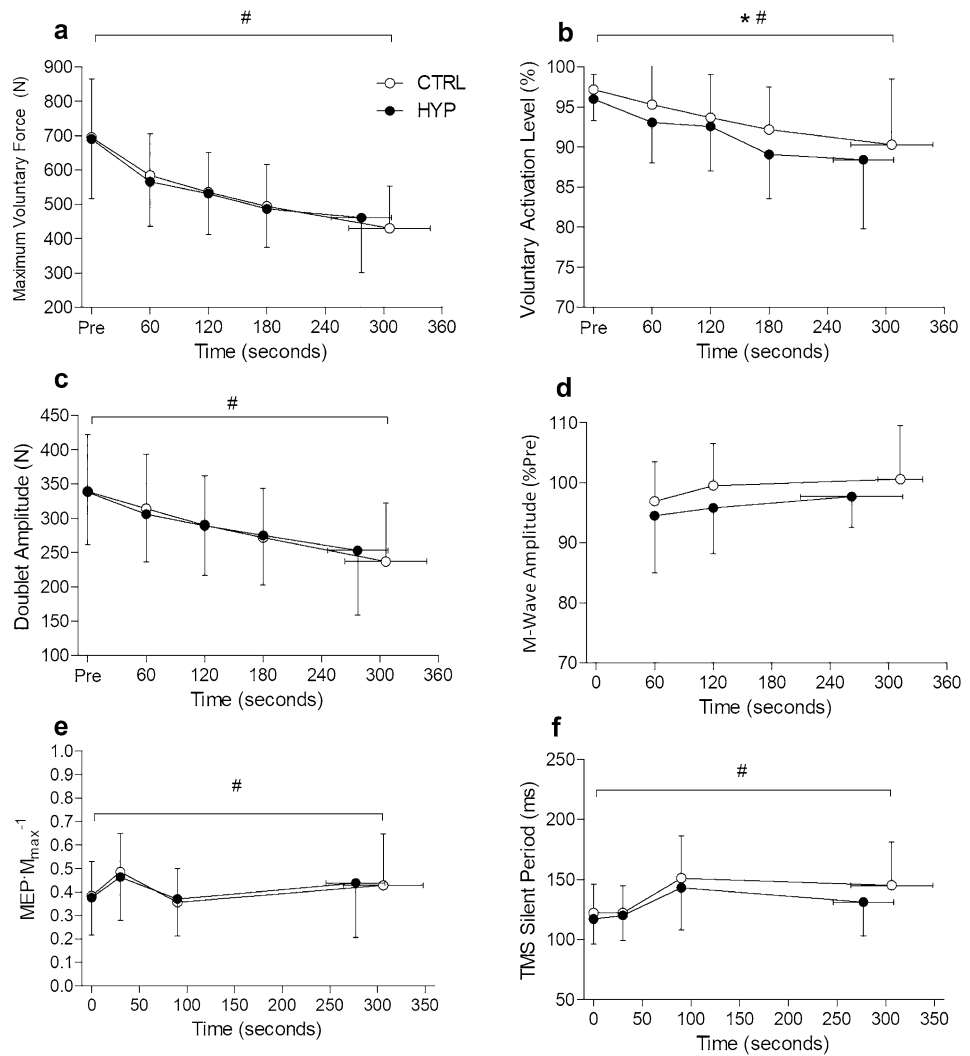 a
#
Maximum Voluntary Force (N)
900
800
700
600
500
400
300
200
CTRL
HYP
Pre 60 120 180 240 300 360
Time (seconds)
b
* #
Voluntary Activation Level (%)
100
95
90
85
80
75
70
Pre 60 120 180 240 300 360
Time (seconds)
c
#
Doublet Amplitude (N)
450
400
350
300
250
200
150
100
Pre 60 120 180 240 300 360
Time (seconds)
d
M-Wave Amplitude (%Pre)
110
100
90
80
70
0 60 120 180 240 300 360
Time (seconds)
e
#
MEP·Mmax-1
1.0
0.9
0.8
0.7
0.6
0.5
0.4
0.3
0.2
0.1
0.0
0 50 100 150 200 250 300 350
Time (seconds)
f
#
TMS Silent Period (ms)
250
200
150
100
50
0 50 100 150 200 250 300 350
Time (seconds)